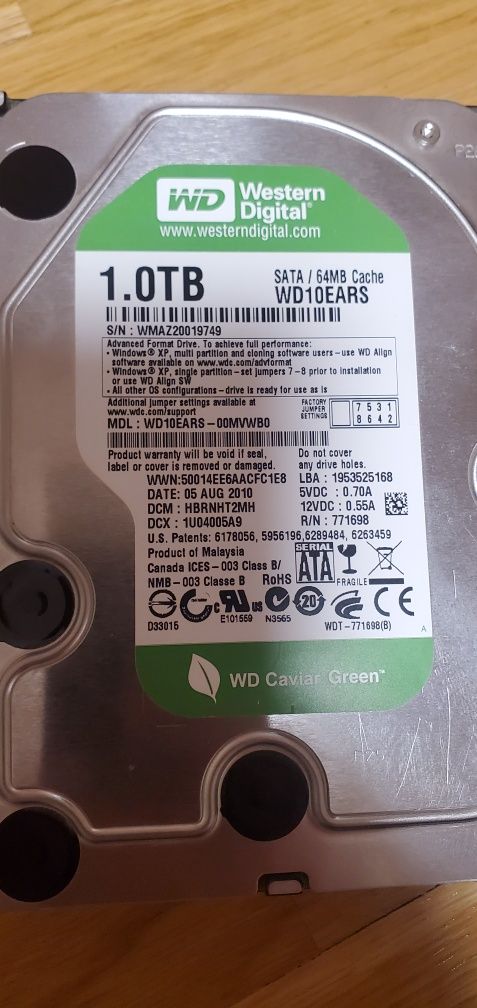 WD Western Digital®
www.westerndigital.com
1.0TB
SATA / 64MB Cache
WD10EARS
S/N : WMAZ20019749
Advanced Format Drive. To achieve full performance:
• Windows® XP, multi partition and cloning software users – use WD Align
software available on www.wdc.com/advformat
• Windows® XP, single partition – set jumpers 7 – 8 prior to installation
or use WD Align SW
• All other OS configurations – drive is ready for use as is
Additional jumper settings available at
www.wdc.com/support
FACTORY
JUMPER
SETTINGS
7 5 3 1
8 6 4 2
MDL : WD10EARS – 00MVWB0
Product warranty will be void if seal,
label or cover is removed or damaged.
Do not cover
any drive holes.
WWN:50014EE6AACFC1E8
DATE: 05 AUG 2010
DCM : HBRNHT2MH
DCX : 1U04005A9
LBA : 1953525168
5VDC : 0.70A
12VDC : 0.55A
R/N : 771698
U.S. Patents: 6178056, 5956196,6289484, 6263459
Product of Malaysia
Canada ICES – 003 Class B/
NMB – 003 Classe B RoHS
SERIAL
ATA
FRAGILE
D33016
E101559
N3565
20
WDT – 771698(B)
A
WD Caviar Green™